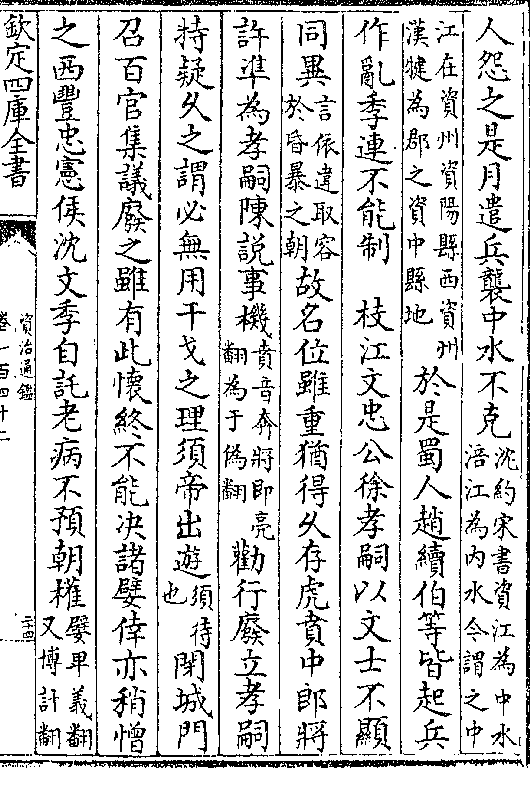 人怨之是月遣兵襲中水不克沈約宋書資江為中水涪江為内水今謂之中
江在資州資陽縣西資州漢犍為郡之資中縣地於是蜀人趙續伯等皆起兵
作亂季連不能制　枝江文忠公徐孝嗣以文士不顯
同異言依違取容於昏暴之朝故名位雖重猶得久存虎賁中郎將
許準為孝嗣陳說事機賁音奔將即亮翻為于偽翻勸行廢立孝嗣
持疑久之謂必無用干戈之理須帝出遊須待也閉城門
召百官集議廢之雖有此懷終不能決諸嬖倖亦稍憎
之西豐忠憲侯沈文季自託老病不預朝權嬖卑義翻又博計翻
欽定四庫全書
資治通鑑
卷一百四十二
二十四